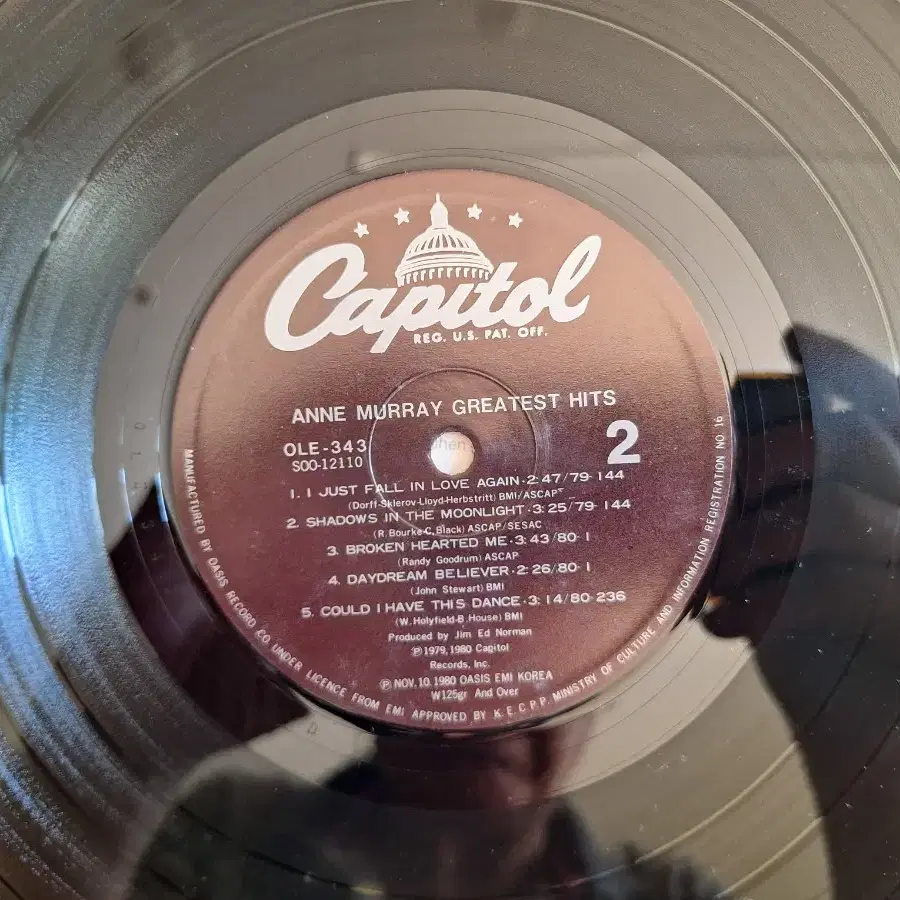 Capitol
REG. U.S. PAT. OFF.
ANNE MURRAY GREATEST HITS
OLE-343
SOO-12110
2
1. I JUST FALL IN LOVE AGAIN·2:47/79-144
(Dorff-Sklerov-Lloyd-Herbstritt) BMI/ASCAP
2. SHADOWS IN THE MOONLIGHT·3:25/79-144
(R. Bourke-C. Black) ASCAP/SESAC
3. BROKEN HEARTED ME·3:43/80-1
(Randy Goodrum) ASCAP
4. DAYDREAM BELIEVER·2:26/80-1
(John Stewart) BMI
5. COULD I HAVE THIS DANCE·3:14/80-236
(W. Holyfield-B. House) BMI
Produced by Jim Ed Norman
Ⓟ1979, 1980 Capitol
Records, Inc.
Ⓟ NOV. 10. 1980 OASIS EMI KOREA
W125gr And Over
MANUFACTURED BY OASIS RECORD CO. UNDER LICENCE FROM EMI APPROVED BY K.E.C.P.P. MINISTRY OF CULTURE AND INFORMATION REGISTRATION NO. 16